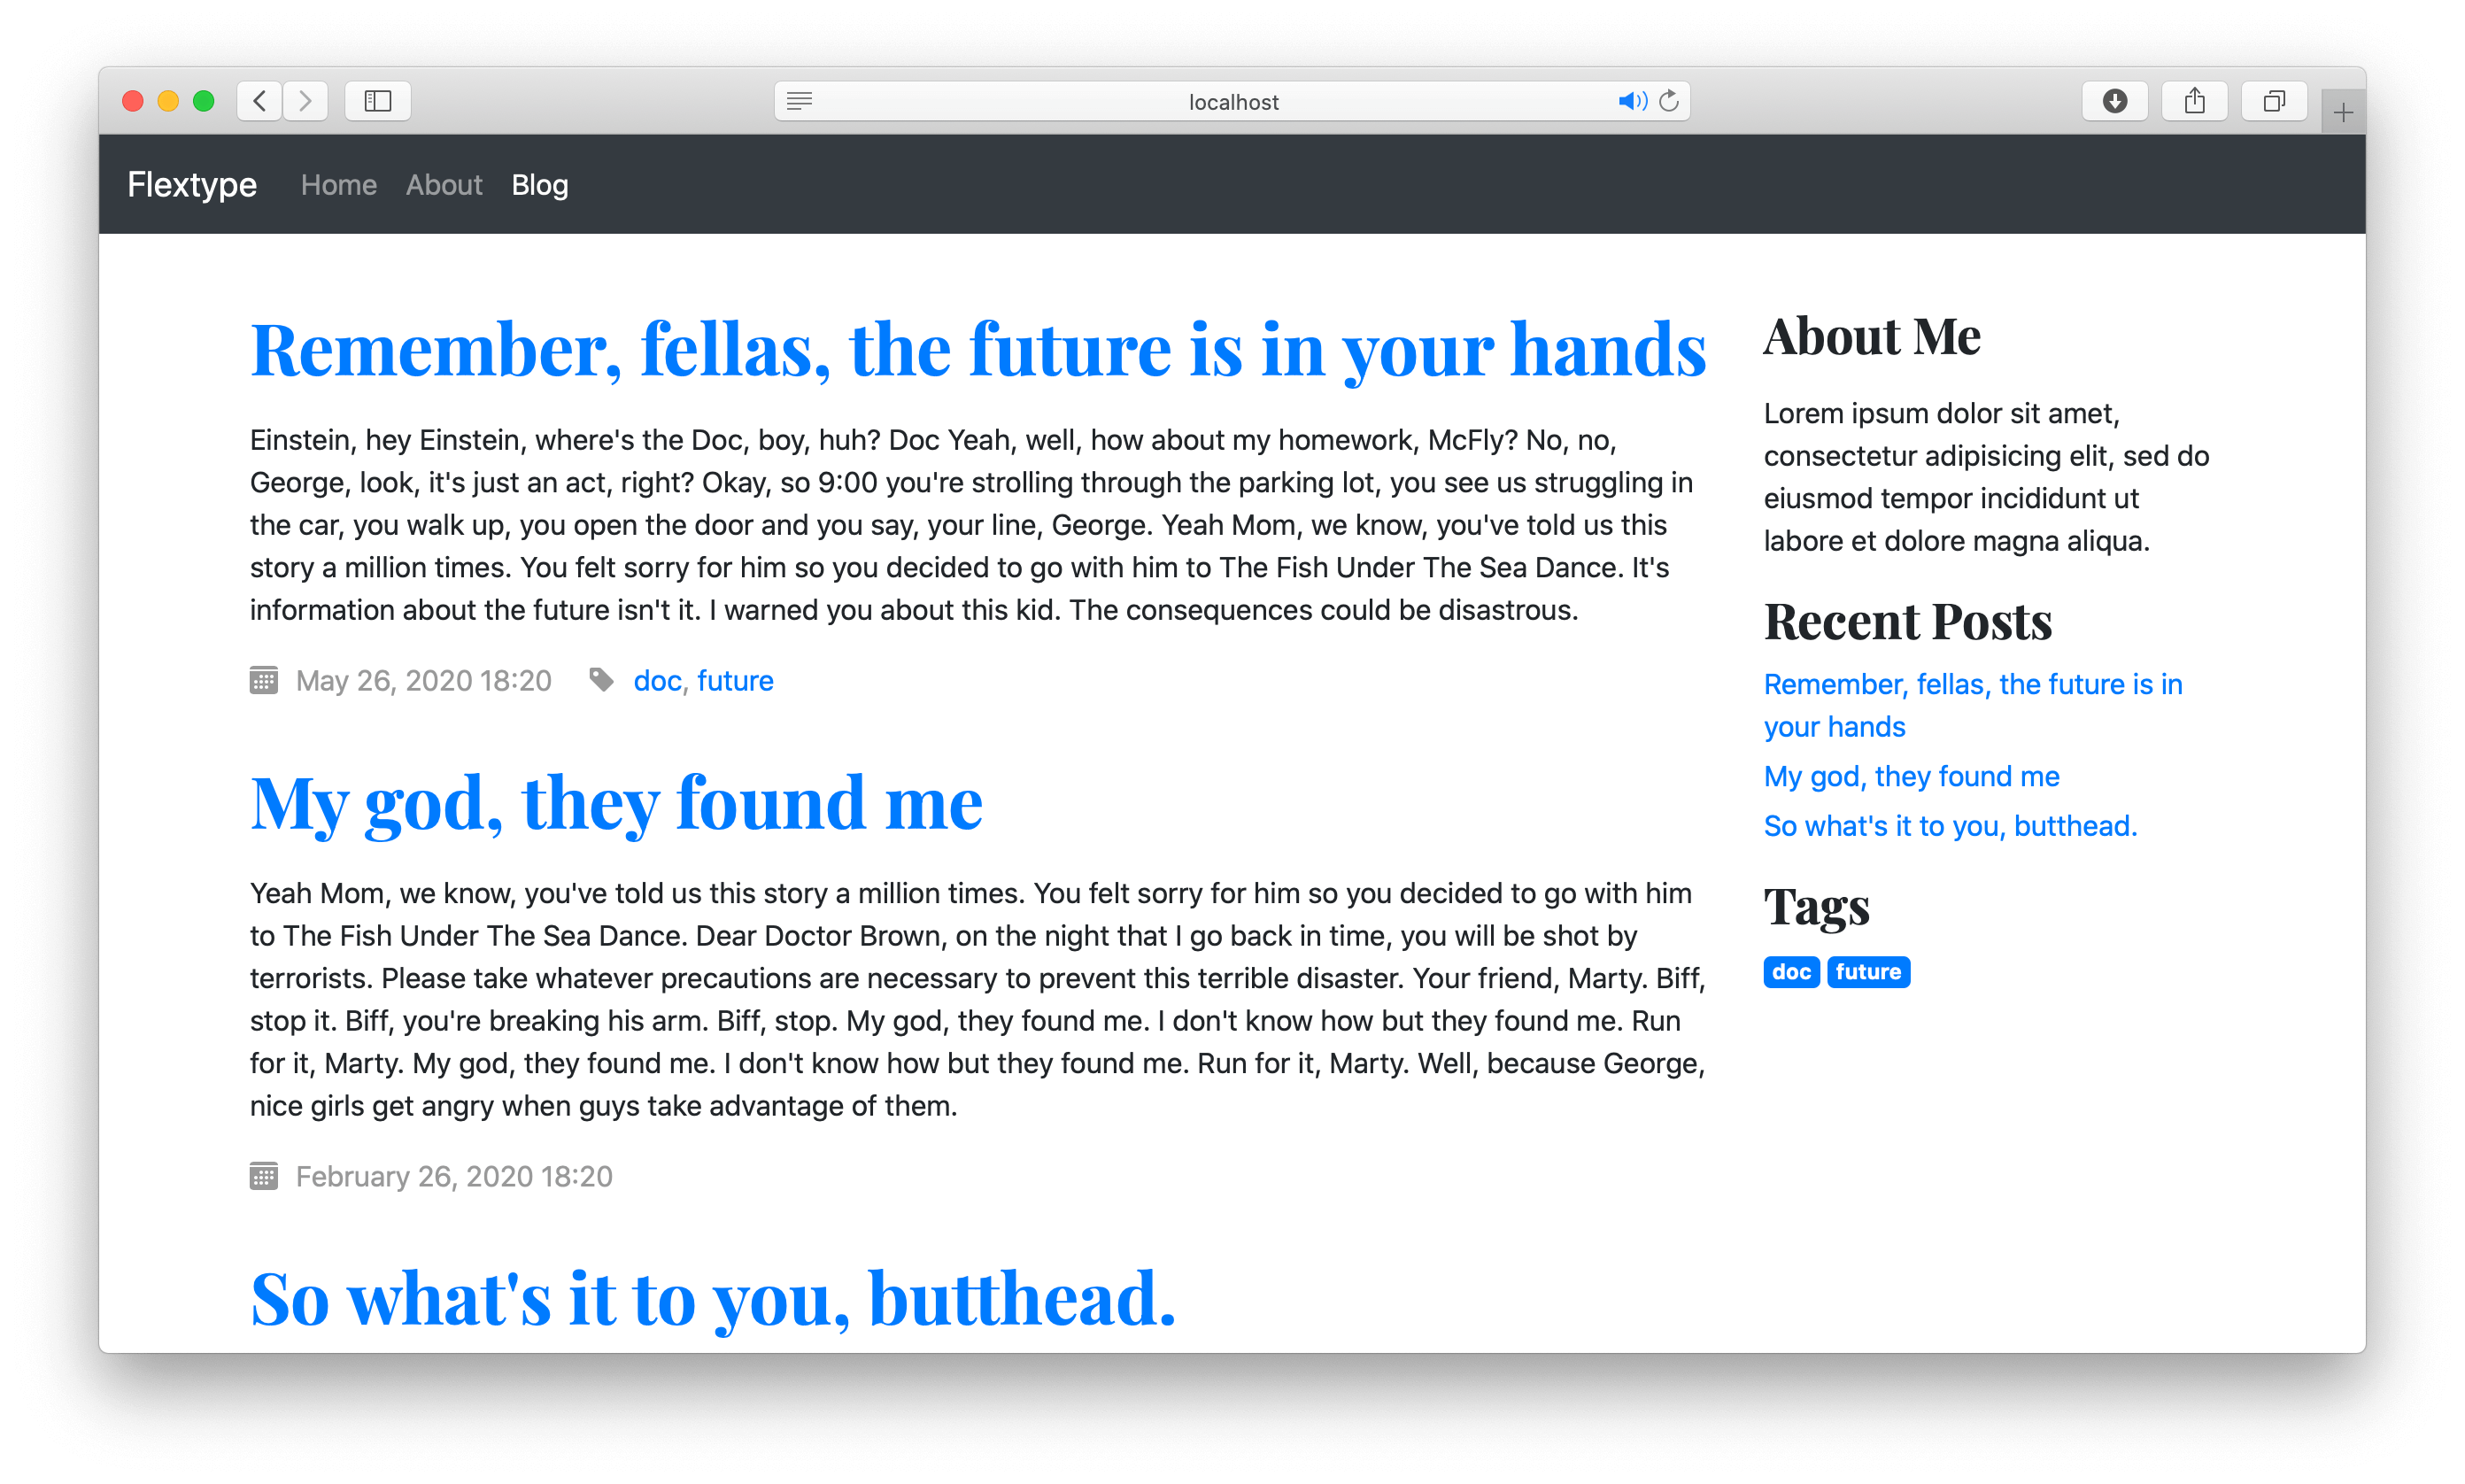 localhost
Flextype Home About Blog
Remember, fellas, the future is in your hands
Einstein, hey Einstein, where's the Doc, boy, huh? Doc Yeah, well, how about my homework, McFly? No, no,
George, look, it's just an act, right? Okay, so 9:00 you're strolling through the parking lot, you see us struggling in
the car, you walk up, you open the door and you say, your line, George. Yeah Mom, we know, you've told us this
story a million times. You felt sorry for him so you decided to go with him to The Fish Under The Sea Dance. It's
information about the future isn't it. I warned you about this kid. The consequences could be disastrous.
May 26, 2020 18:20 doc, future
My god, they found me
Yeah Mom, we know, you've told us this story a million times. You felt sorry for him so you decided to go with him
to The Fish Under The Sea Dance. Dear Doctor Brown, on the night that I go back in time, you will be shot by
terrorists. Please take whatever precautions are necessary to prevent this terrible disaster. Your friend, Marty. Biff,
stop it. Biff, you're breaking his arm. Biff, stop. My god, they found me. I don't know how but they found me. Run
for it, Marty. My god, they found me. I don't know how but they found me. Run for it, Marty. Well, because George,
nice girls get angry when guys take advantage of them.
February 26, 2020 18:20
So what's it to you, butthead.
About Me
Lorem ipsum dolor sit amet,
consectetur adipisicing elit, sed do
eiusmod tempor incididunt ut
labore et dolore magna aliqua.
Recent Posts
Remember, fellas, the future is in
your hands
My god, they found me
So what's it to you, butthead.
Tags
doc future